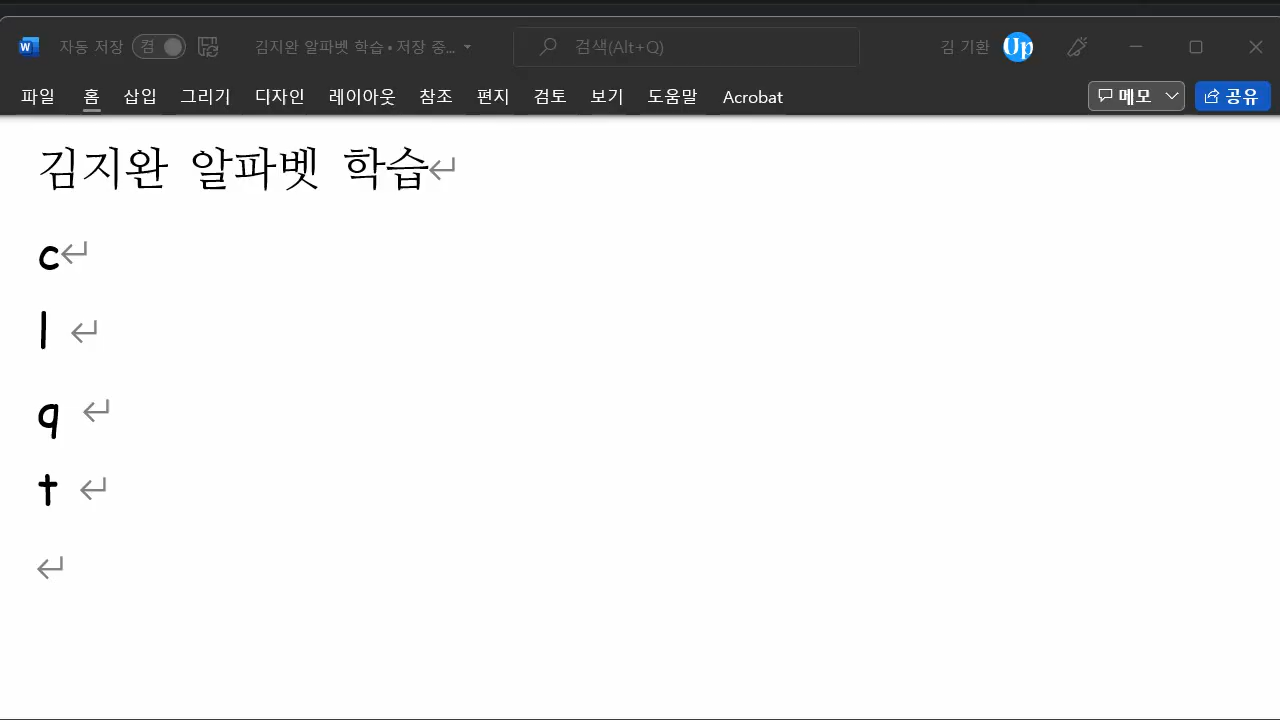 자동 저장 켬 김지완 알파벳 학습 • 저장 중... 검색(Alt+Q) 김 기환 Up
파일 홈 삽입 그리기 디자인 레이아웃 참조 편지 검토 보기 도움말 Acrobat 메모 공유
김지완 알파벳 학습
c
l
q
t